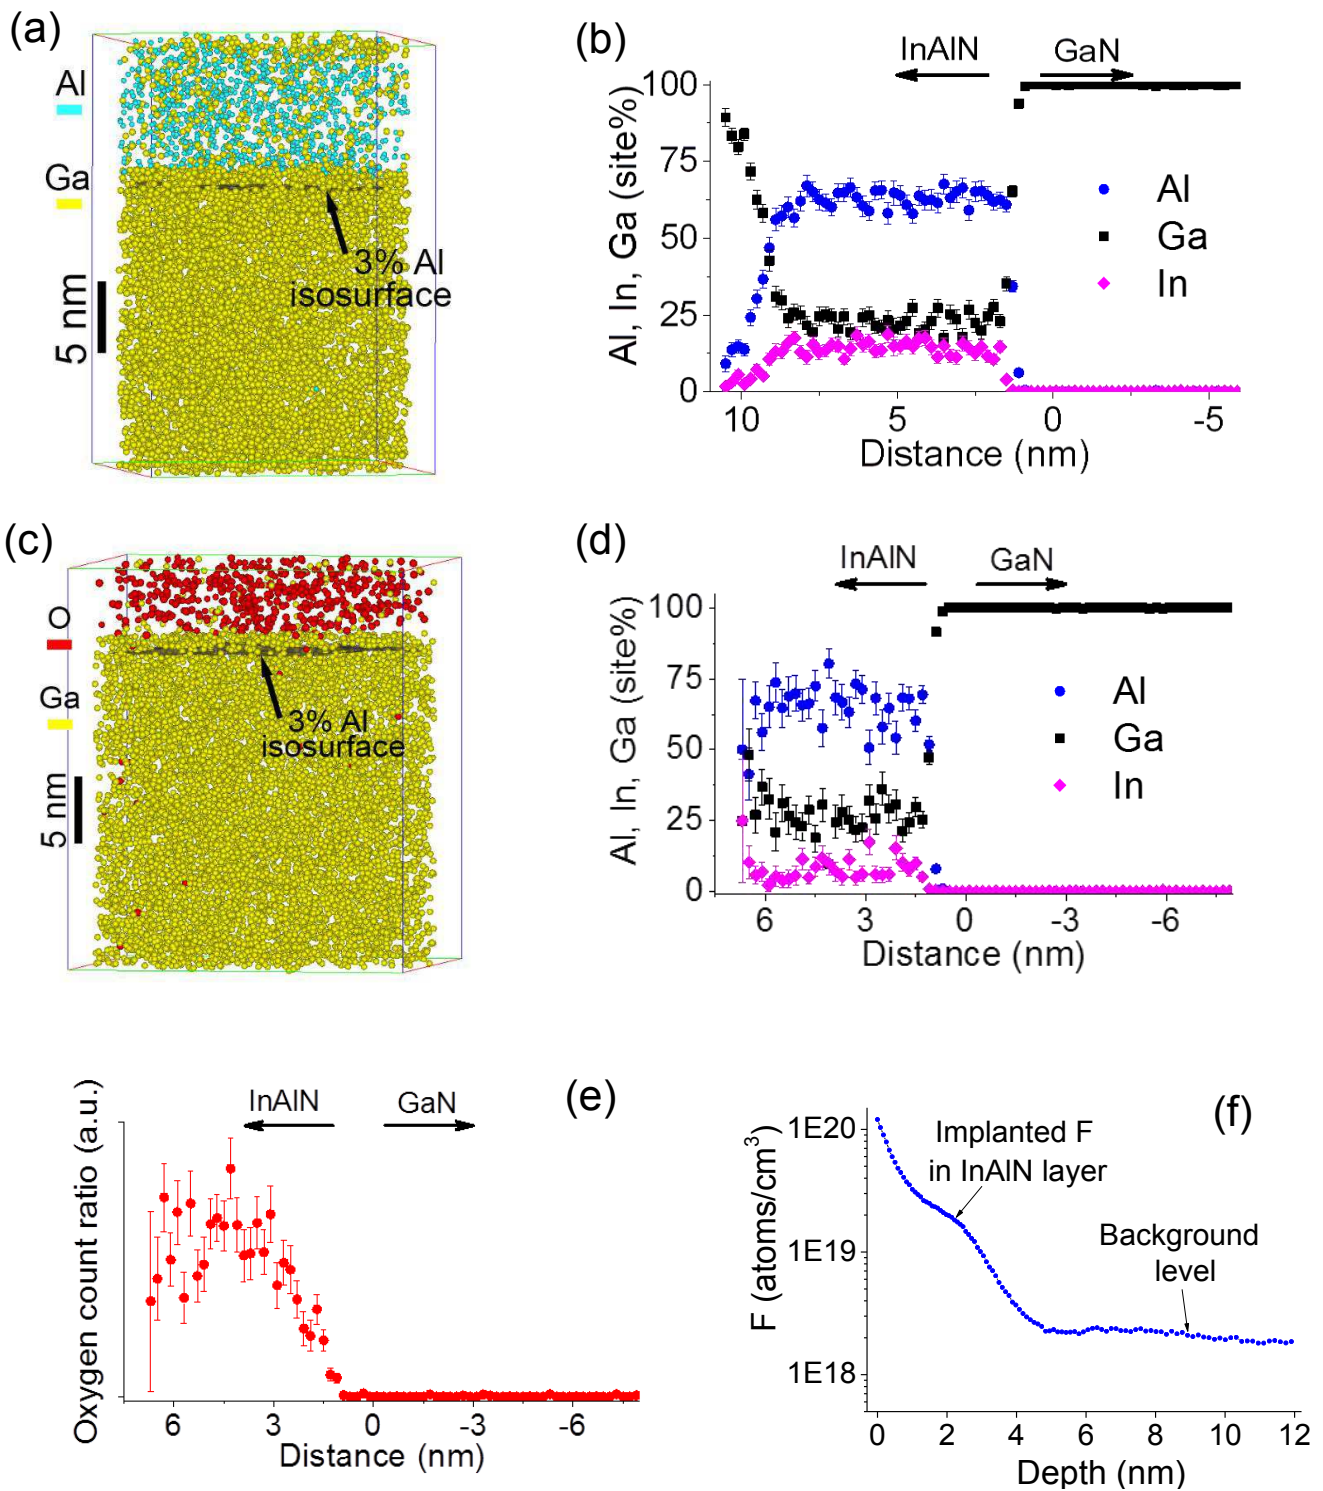 (a)
Al
Ga
5 nm
3% Al
isosurface
(b)
InAlN
GaN
Al, In, Ga (site%)
100
75
50
25
0
Al
Ga
In
10
5
0
-5
Distance (nm)
(c)
O
Ga
5 nm
3% Al
isosurface
(d)
InAlN
GaN
Al, In, Ga (site%)
100
75
50
25
0
Al
Ga
In
6
3
0
-3
-6
Distance (nm)
(e)
InAlN
GaN
Oxygen count ratio (a.u.)
6
3
0
-3
-6
Distance (nm)
(f)
F (atoms/cm³)
1E20
1E19
1E18
Implanted F
in InAlN layer
Background
level
0
2
4
6
8
10
12
Depth (nm)